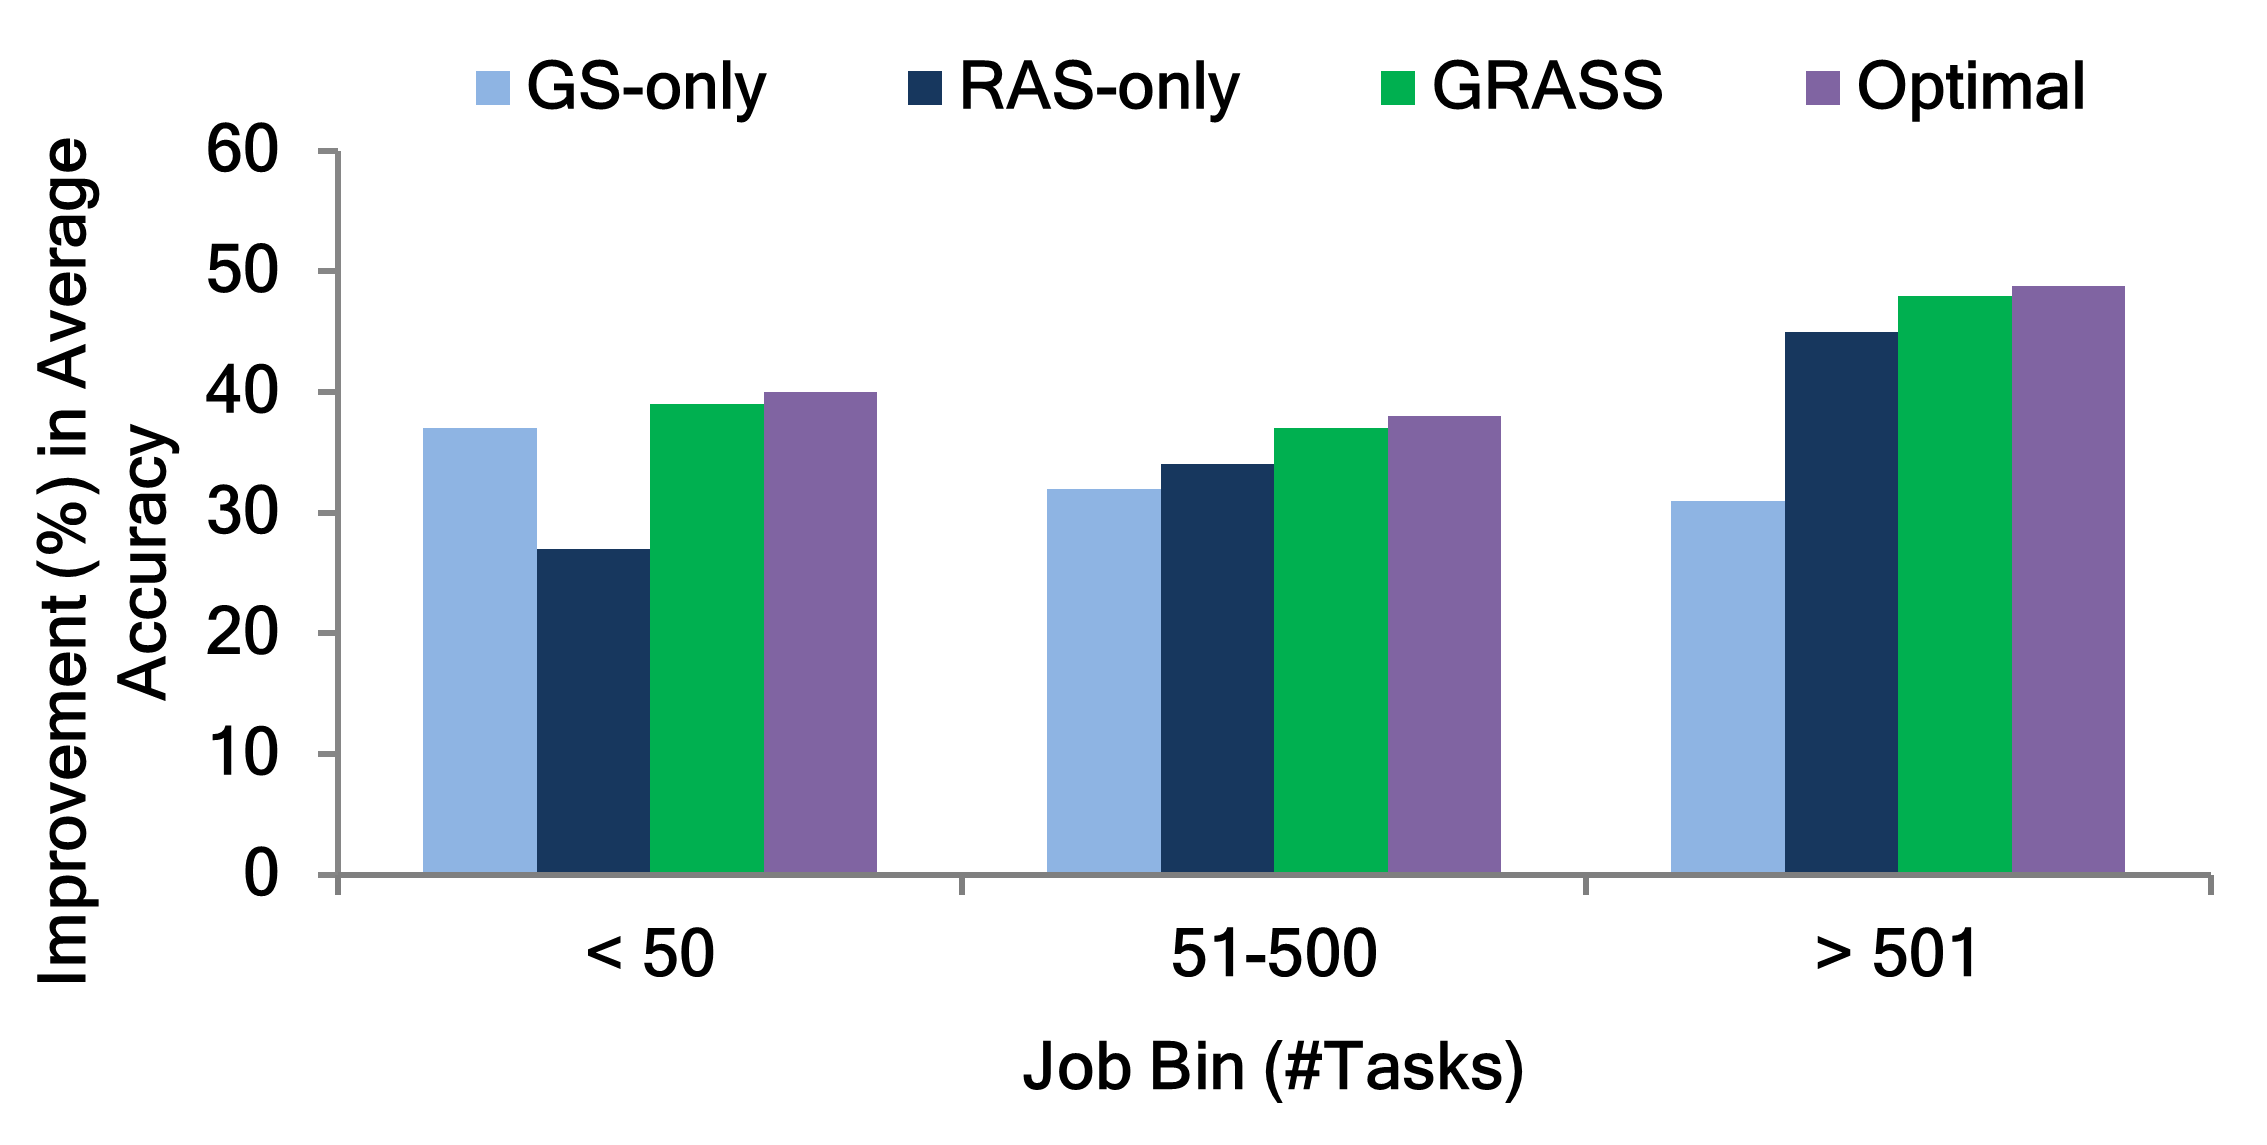 GS-only RAS-only GRASS Optimal
Improvement (%) in Average
Accuracy
60
50
40
30
20
10
0
< 50 51-500 > 501
Job Bin (#Tasks)